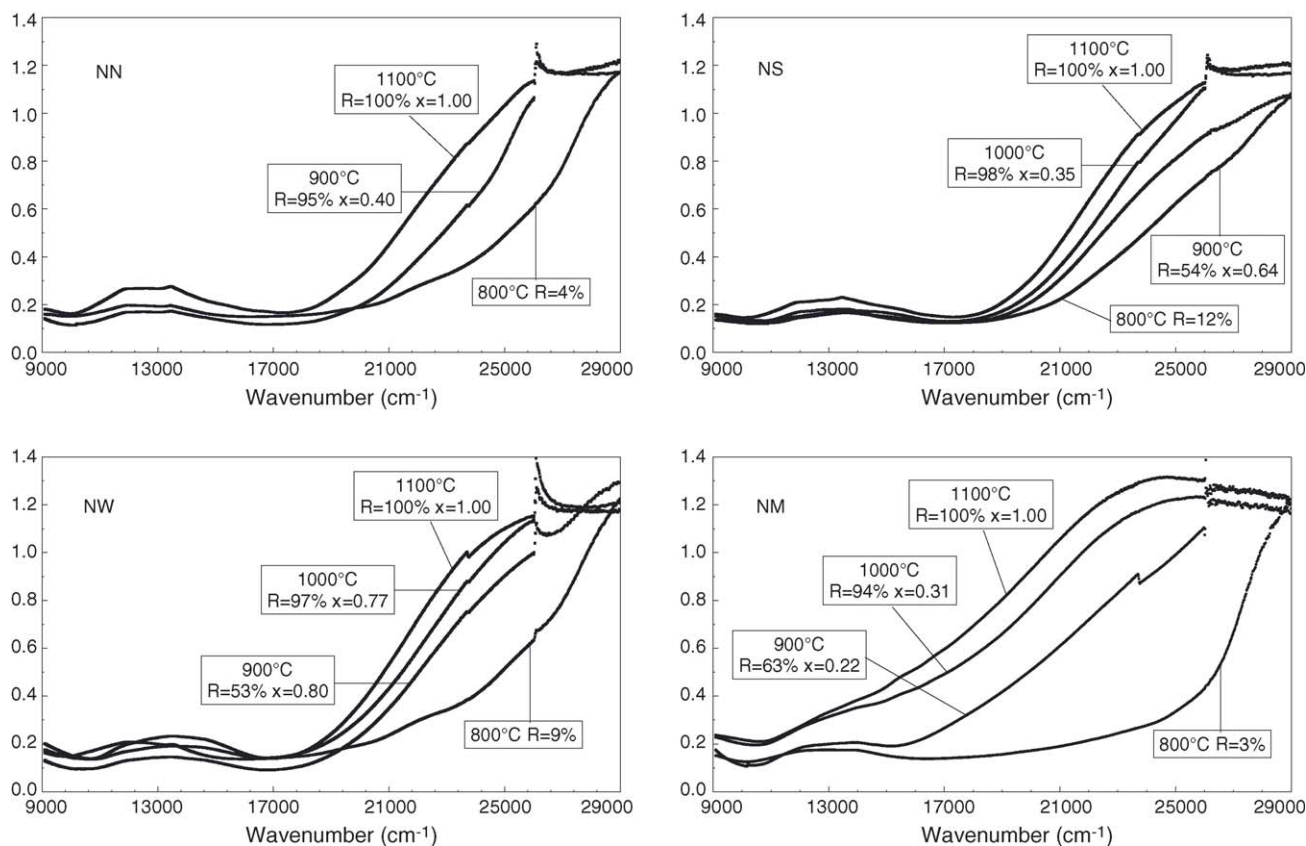 NN
1.4
1.2
1.0
0.8
0.6
0.4
0.2
0.0
1100°C
R=100% x=1.00
900°C
R=95% x=0.40
800°C R=4%
9000 13000 17000 21000 25000 29000
Wavenumber (cm-1)
NS
1.4
1.2
1.0
0.8
0.6
0.4
0.2
0.0
1100°C
R=100% x=1.00
1000°C
R=98% x=0.35
900°C
R=54% x=0.64
800°C R=12%
9000 13000 17000 21000 25000 29000
Wavenumber (cm-1)
NW
1.4
1.2
1.0
0.8
0.6
0.4
0.2
0.0
1100°C
R=100% x=1.00
1000°C
R=97% x=0.77
900°C
R=53% x=0.80
800°C R=9%
9000 13000 17000 21000 25000 29000
Wavenumber (cm-1)
NM
1.4
1.2
1.0
0.8
0.6
0.4
0.2
0.0
1100°C
R=100% x=1.00
1000°C
R=94% x=0.31
900°C
R=63% x=0.22
800°C R=3%
9000 13000 17000 21000 25000 29000
Wavenumber (cm-1)